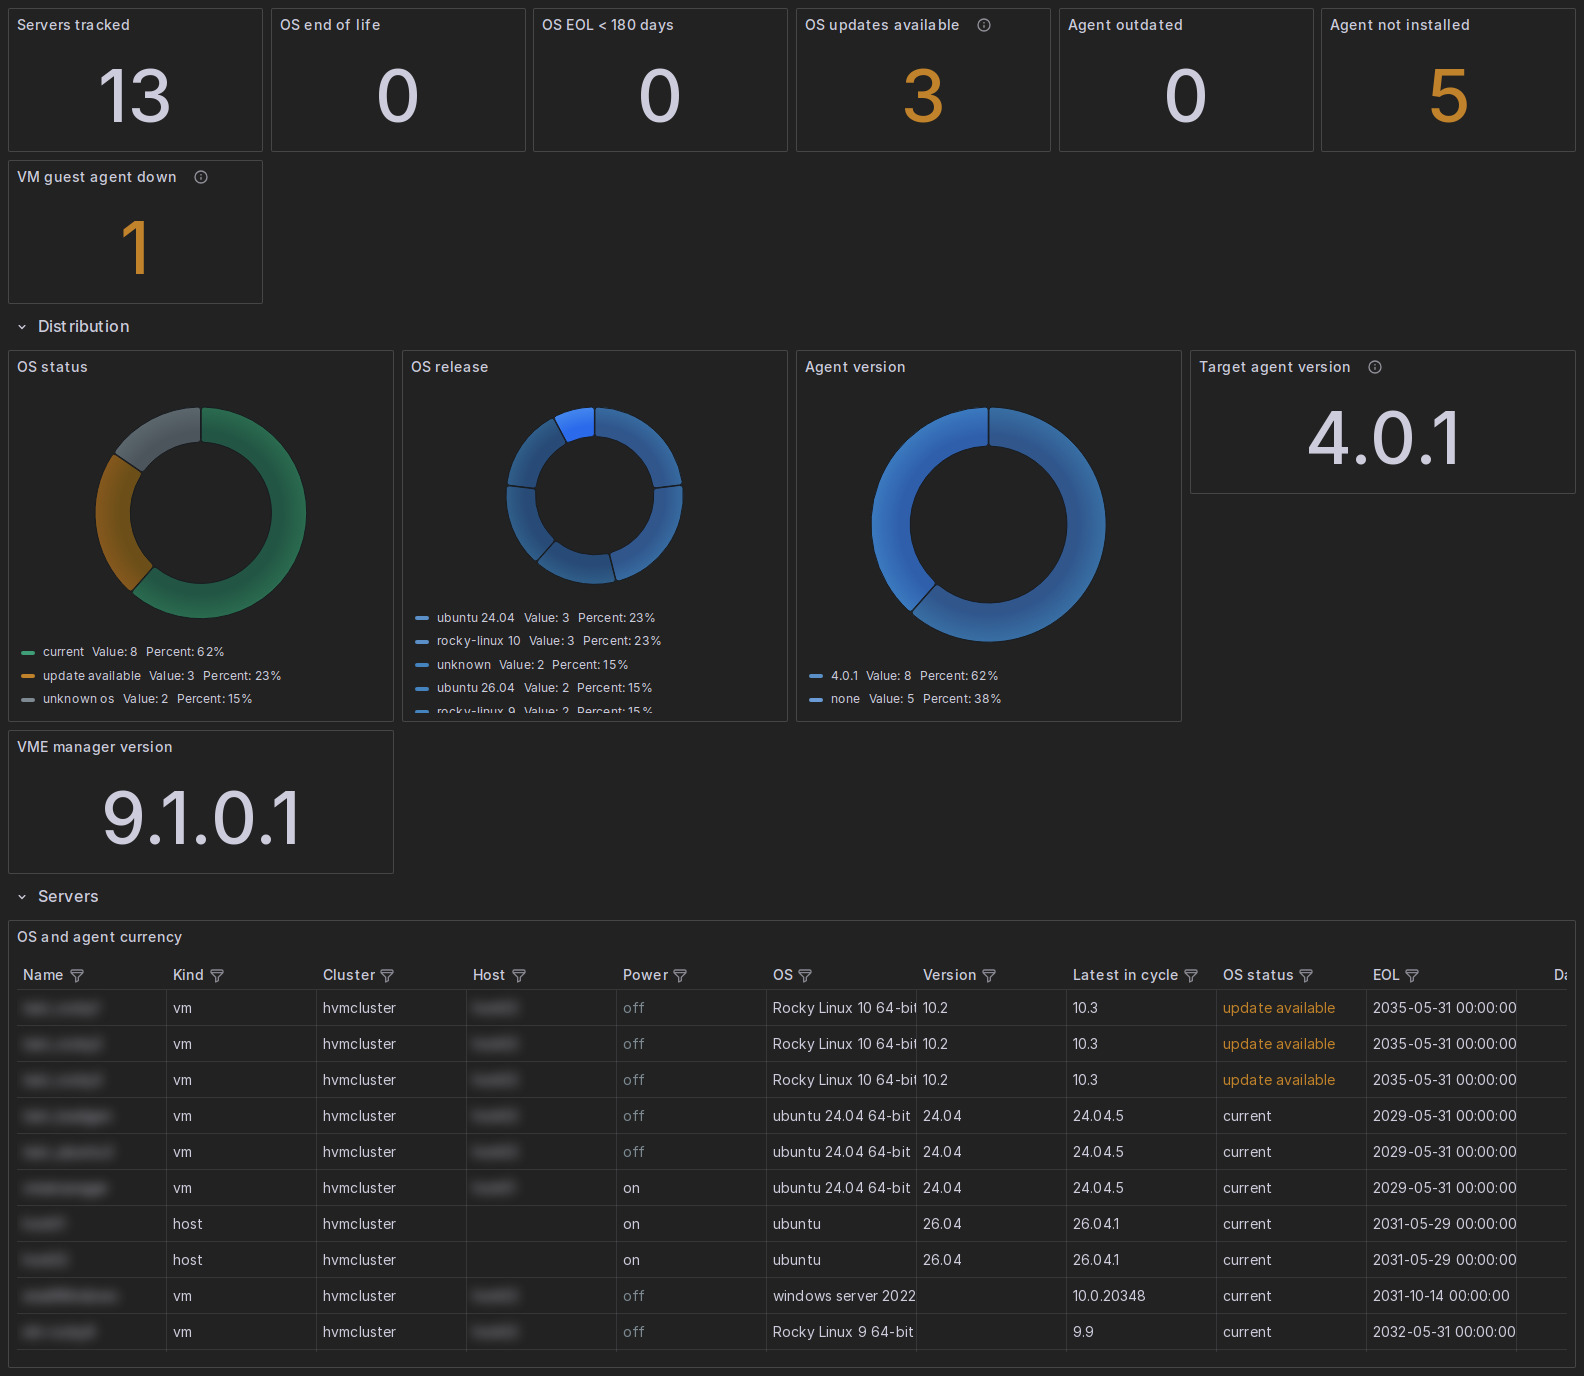 Servers tracked
OS end of life
OS EOL < 180 days
OS updates available
Agent outdated
Agent not installed
13
0
0
3
0
5
VM guest agent down
1
Distribution
OS status
OS release
Agent version
Target agent version
4.0.1
current Value: 8 Percent: 62%
update available Value: 3 Percent: 23%
unknown os Value: 2 Percent: 15%
ubuntu 24.04 Value: 3 Percent: 23%
rocky-linux 10 Value: 3 Percent: 23%
unknown Value: 2 Percent: 15%
ubuntu 26.04 Value: 2 Percent: 15%
rocky-linux 9 Value: 2 Percent: 15%
4.0.1 Value: 8 Percent: 62%
none Value: 5 Percent: 38%
VME manager version
9.1.0.1
Servers
OS and agent currency
Name Kind Cluster Host Power OS Version Latest in cycle OS status EOL Da
vm hvmcluster off Rocky Linux 10 64-bit 10.2 10.3 update available 2035-05-31 00:00:00
vm hvmcluster off Rocky Linux 10 64-bit 10.2 10.3 update available 2035-05-31 00:00:00
vm hvmcluster off Rocky Linux 10 64-bit 10.2 10.3 update available 2035-05-31 00:00:00
vm hvmcluster off ubuntu 24.04 64-bit 24.04 24.04.5 current 2029-05-31 00:00:00
vm hvmcluster off ubuntu 24.04 64-bit 24.04 24.04.5 current 2029-05-31 00:00:00
vm hvmcluster on ubuntu 24.04 64-bit 24.04 24.04.5 current 2029-05-31 00:00:00
host hvmcluster on ubuntu 26.04 26.04.1 current 2031-05-29 00:00:00
host hvmcluster on ubuntu 26.04 26.04.1 current 2031-05-29 00:00:00
vm hvmcluster off windows server 2022 10.0.20348 current 2031-10-14 00:00:00
vm hvmcluster off Rocky Linux 9 64-bit 9.9 current 2032-05-31 00:00:00